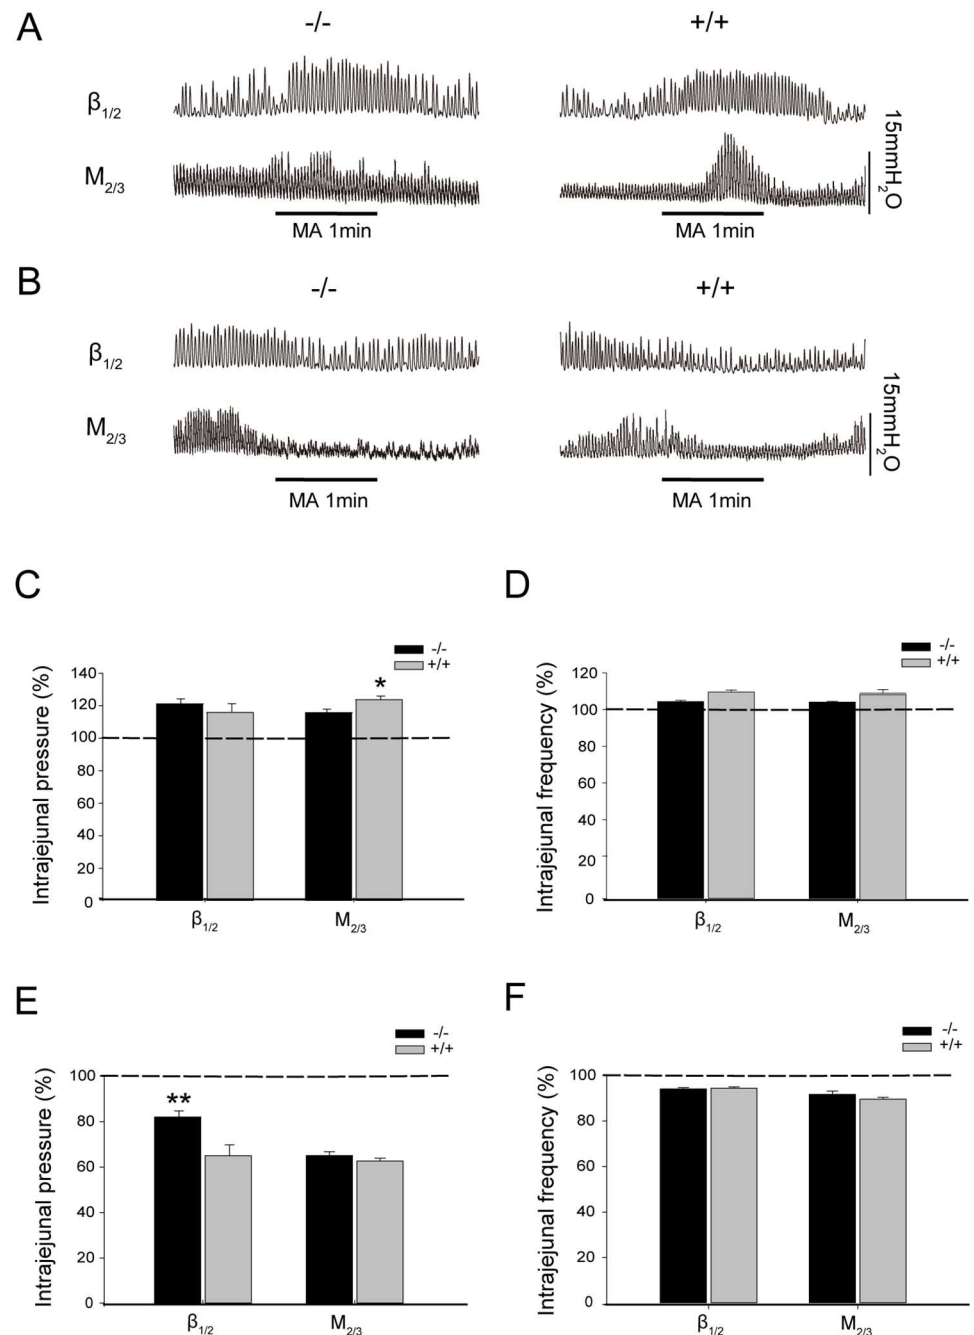 A
-/-
+/+
β1/2
M2/3
15mmH2O
MA 1min
MA 1min
B
-/-
+/+
β1/2
M2/3
15mmH2O
MA 1min
MA 1min
C
-/-
+/+
Intrajejunal pressure (%)
140
120
100
80
60
40
20
0
*
β1/2
M2/3
D
-/-
+/+
Intrajejunal frequency (%)
120
100
80
60
40
20
0
β1/2
M2/3
E
-/-
+/+
Intrajejunal pressure (%)
100
80
60
40
20
0
**
β1/2
M2/3
F
-/-
+/+
Intrajejunal frequency (%)
100
80
60
40
20
0
β1/2
M2/3